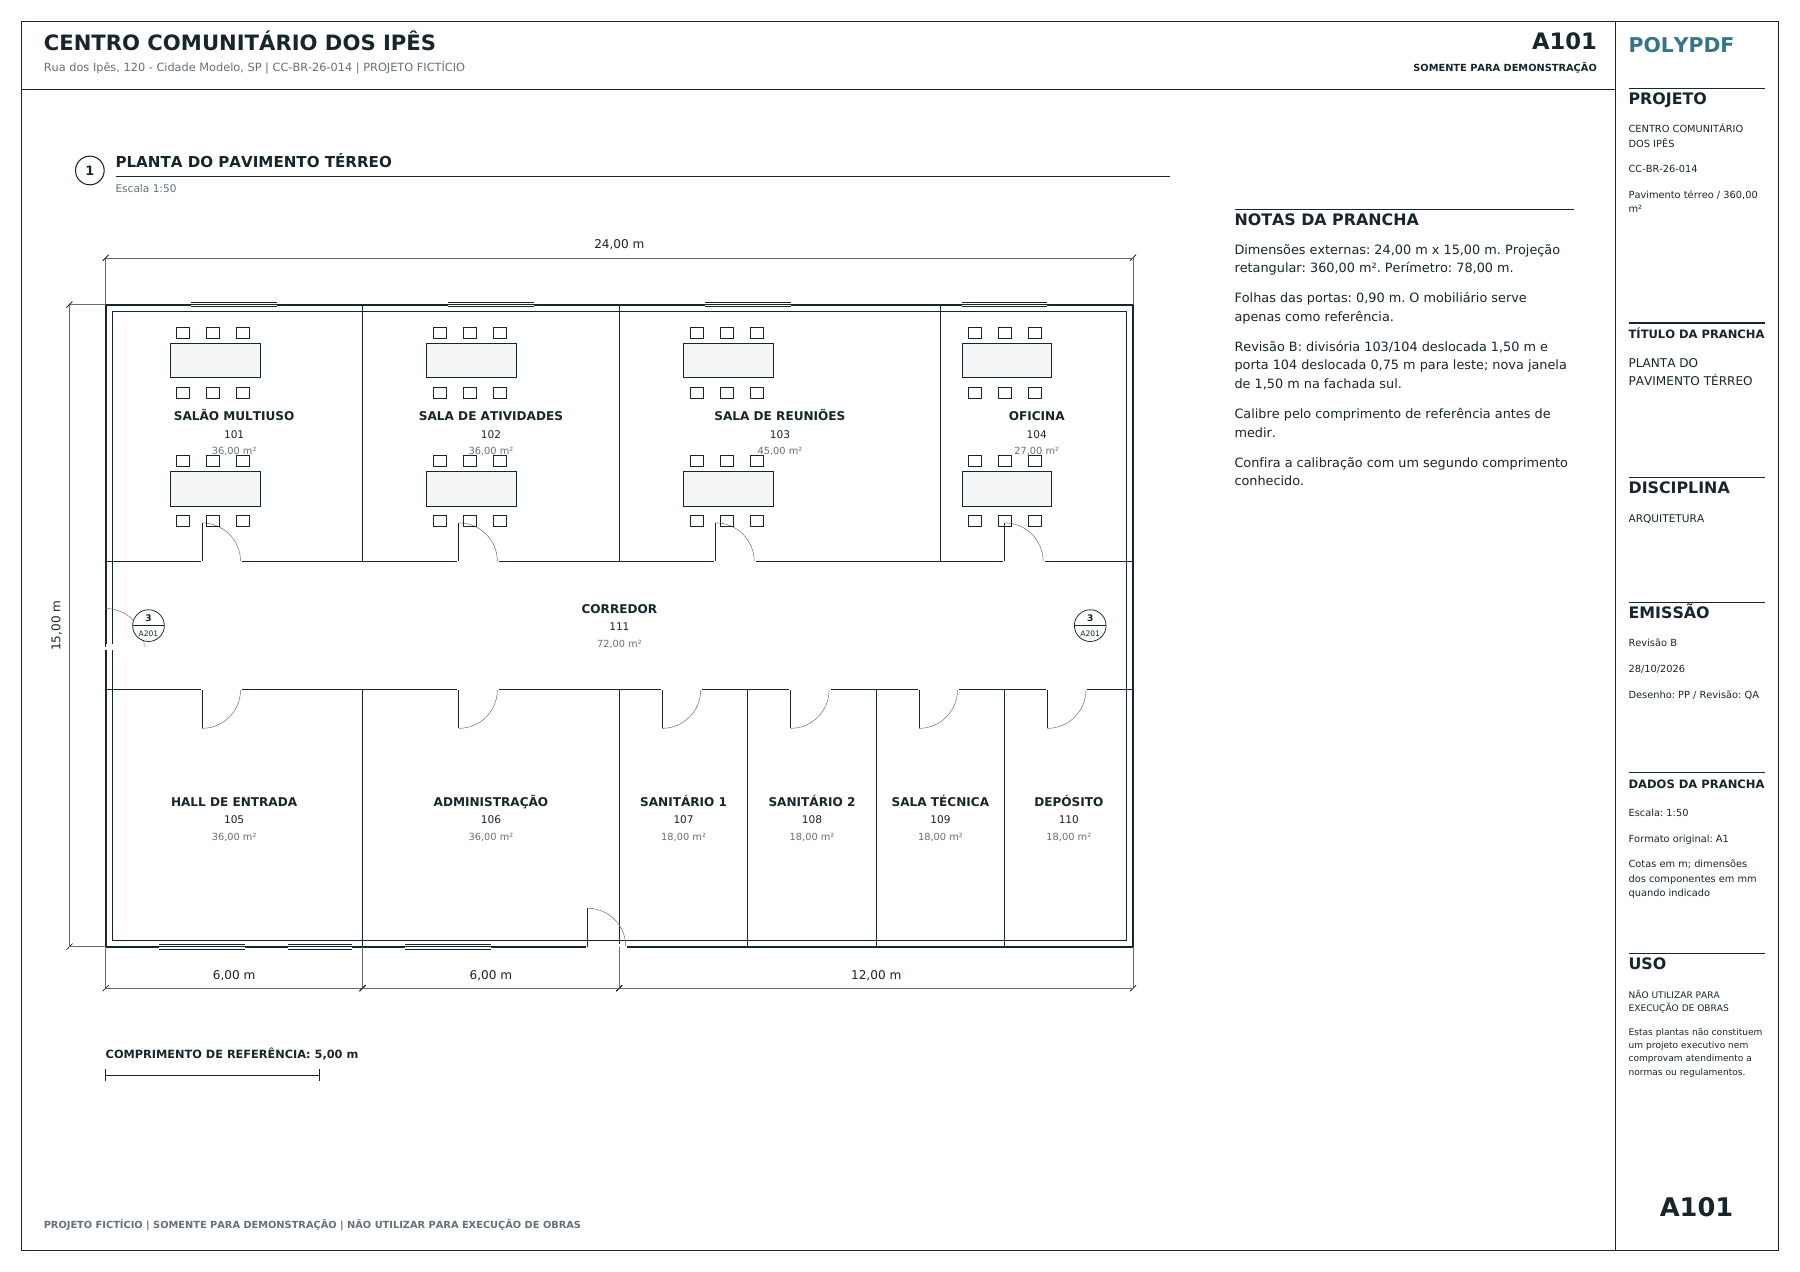 CENTRO COMUNITÁRIO DOS IPÊS
Rua dos Ipês, 120 - Cidade Modelo, SP | CC-BR-26-014 | PROJETO FICTÍCIO
A101
SOMENTE PARA DEMONSTRAÇÃO
1
PLANTA DO PAVIMENTO TÉRREO
Escala 1:50
24,00 m
15,00 m
SALÃO MULTIUSO
101
36,00 m²
SALA DE ATIVIDADES
102
36,00 m²
SALA DE REUNIÕES
103
45,00 m²
OFICINA
104
27,00 m²
3
A201
CORREDOR
111
72,00 m²
3
A201
HALL DE ENTRADA
105
36,00 m²
ADMINISTRAÇÃO
106
36,00 m²
SANITÁRIO 1
107
18,00 m²
SANITÁRIO 2
108
18,00 m²
SALA TÉCNICA
109
18,00 m²
DEPÓSITO
110
18,00 m²
6,00 m
6,00 m
12,00 m
COMPRIMENTO DE REFERÊNCIA: 5,00 m
NOTAS DA PRANCHA
Dimensões externas: 24,00 m x 15,00 m. Projeção
retangular: 360,00 m². Perímetro: 78,00 m.
Folhas das portas: 0,90 m. O mobiliário serve
apenas como referência.
Revisão B: divisória 103/104 deslocada 1,50 m e
porta 104 deslocada 0,75 m para leste; nova janela
de 1,50 m na fachada sul.
Calibre pelo comprimento de referência antes de
medir.
Confira a calibração com um segundo comprimento
conhecido.
PROJETO FICTÍCIO | SOMENTE PARA DEMONSTRAÇÃO | NÃO UTILIZAR PARA EXECUÇÃO DE OBRAS
POLYPDF
PROJETO
CENTRO COMUNITÁRIO
DOS IPÊS
CC-BR-26-014
Pavimento térreo / 360,00
m²
TÍTULO DA PRANCHA
PLANTA DO
PAVIMENTO TÉRREO
DISCIPLINA
ARQUITETURA
EMISSÃO
Revisão B
28/10/2026
Desenho: PP / Revisão: QA
DADOS DA PRANCHA
Escala: 1:50
Formato original: A1
Cotas em m; dimensões
dos componentes em mm
quando indicado
USO
NÃO UTILIZAR PARA
EXECUÇÃO DE OBRAS
Estas plantas não constituem
um projeto executivo nem
comprovam atendimento a
normas ou regulamentos.
A101